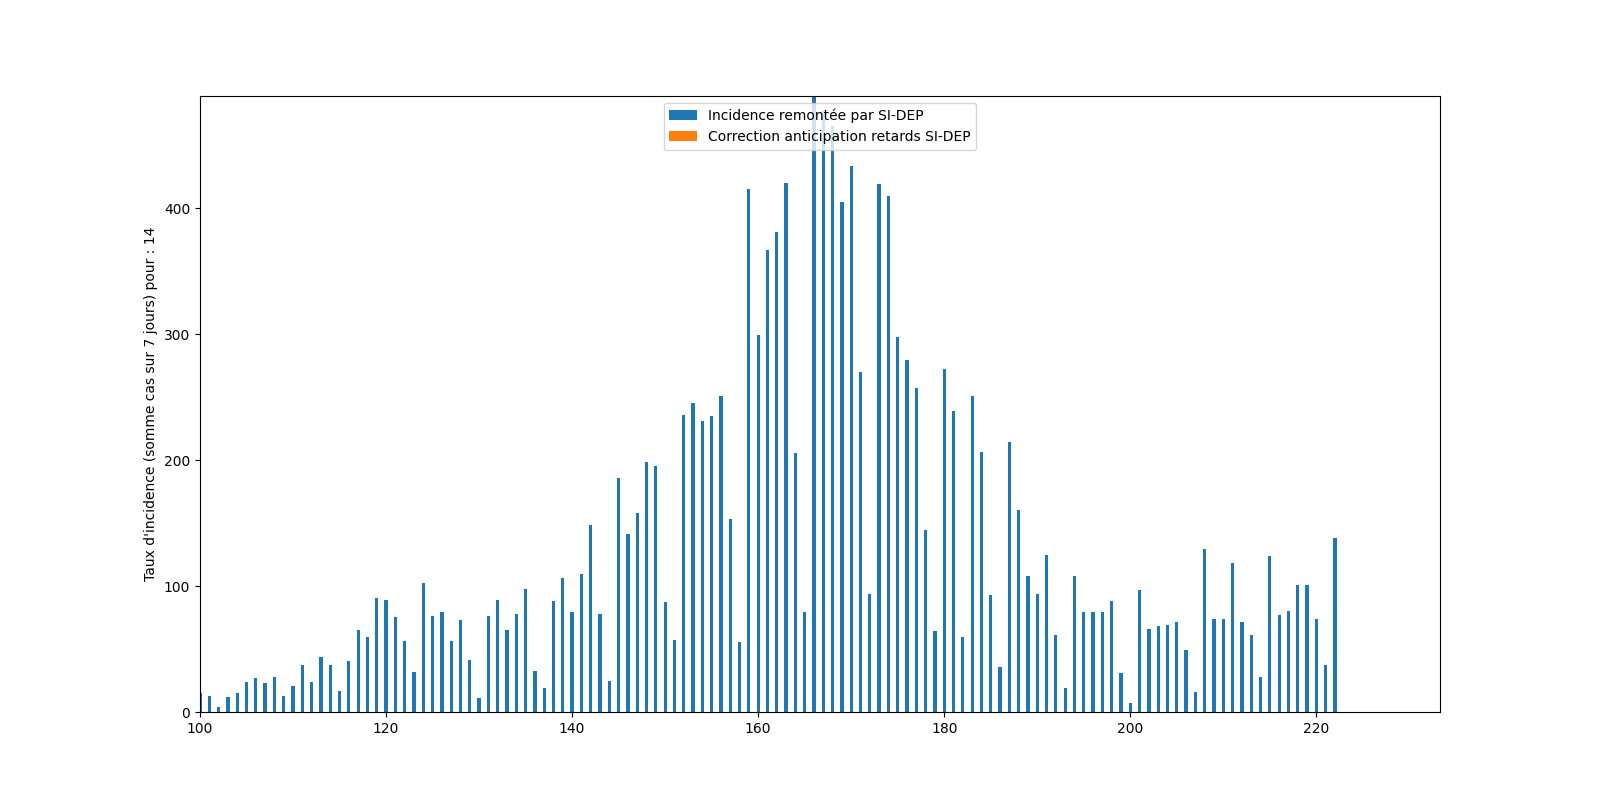 Incidence remontée par SI-DEP
Correction anticipation retards SI-DEP
Taux d'incidence (somme cas sur 7 jours) pour : 14
400
300
200
100
0
100 120 140 160 180 200 220